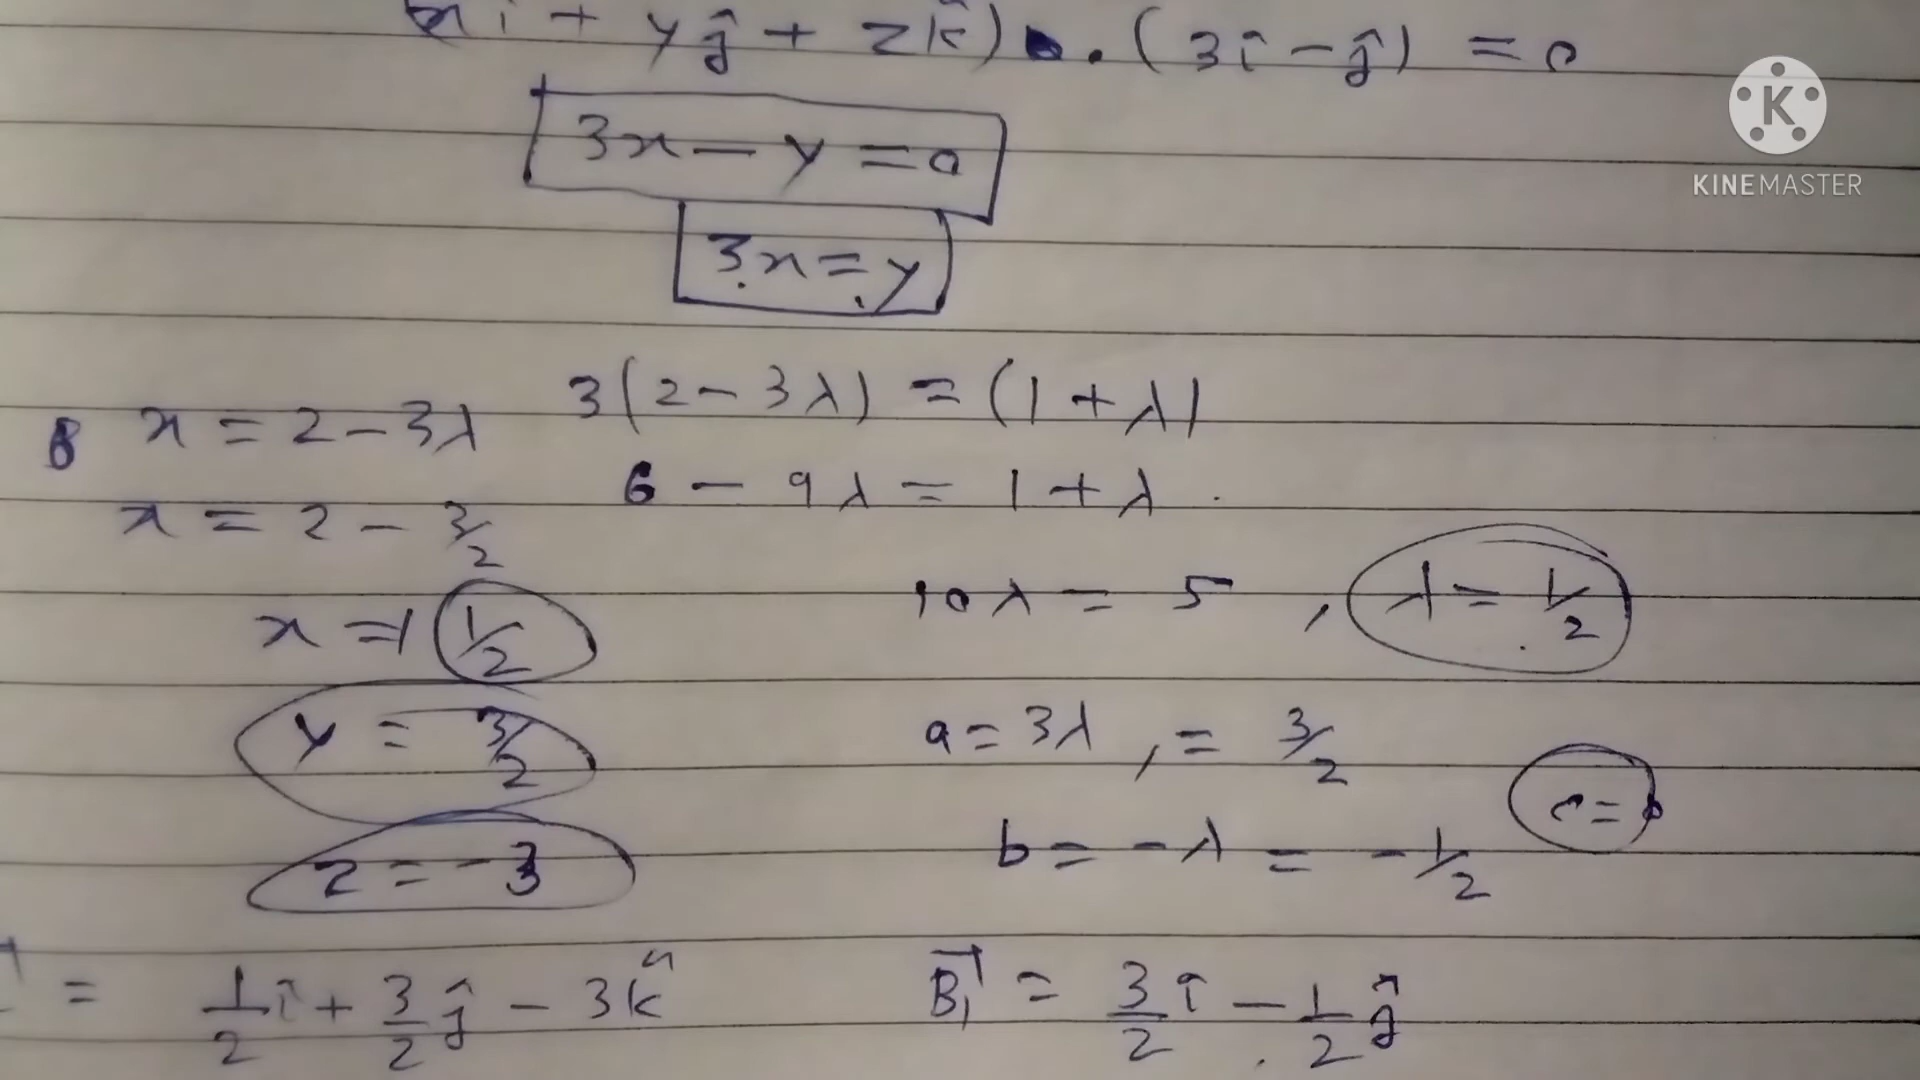 xî + yĵ + zk̂) . (3î - ĵ) = 0
KINEMASTER
3x - y = 0
3x = y
3(2 - 3λ) = (1 + λ)
x = 2 - 3λ
6 - 9λ = 1 + λ
x = 2 - 3/2
10λ = 5 , λ = 1/2
x = 1/2
y = 3/2
a = 3λ , = 3/2
c = 0
z = -3
b = -λ = -1/2
= 1/2 î + 3/2 ĵ - 3k̂
B₁⃗ = 3/2 î - 1/2 ĵ